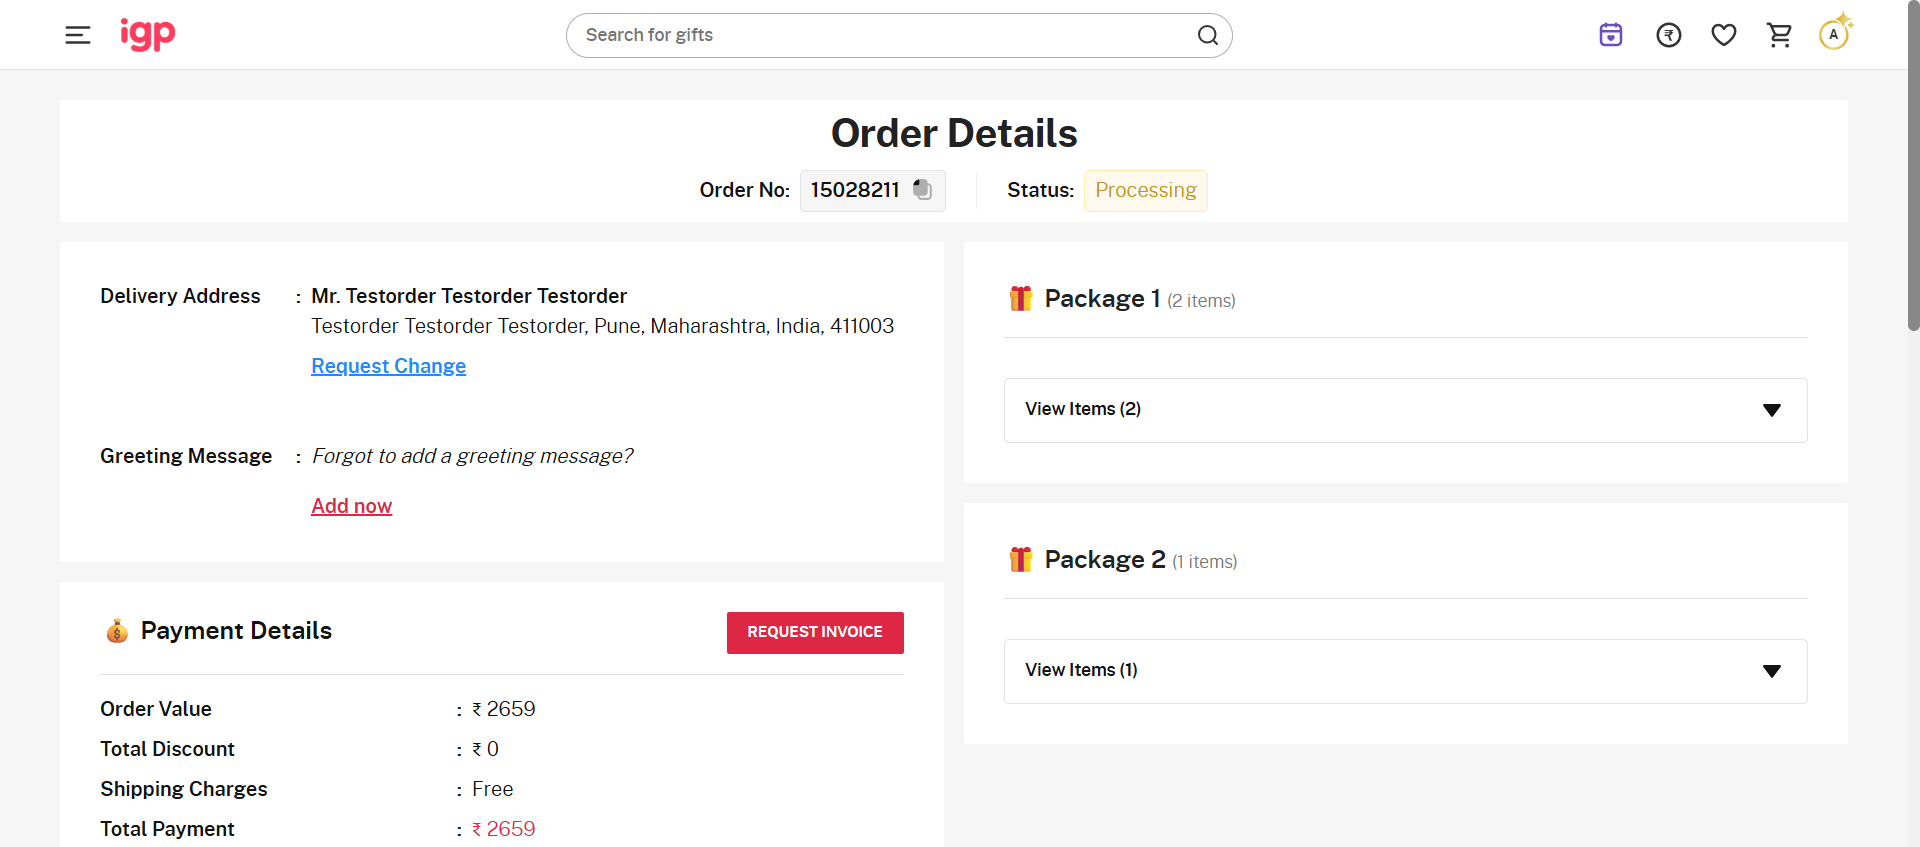 igp
Search for gifts
₹
A
Order Details
Order No: 15028211
Status: Processing
Delivery Address : Mr. Testorder Testorder Testorder
Testorder Testorder Testorder, Pune, Maharashtra, India, 411003
Request Change
Greeting Message : Forgot to add a greeting message?
Add now
Payment Details
REQUEST INVOICE
Order Value : ₹ 2659
Total Discount : ₹ 0
Shipping Charges : Free
Total Payment : ₹ 2659
Package 1 (2 items)
View Items (2)
Package 2 (1 items)
View Items (1)